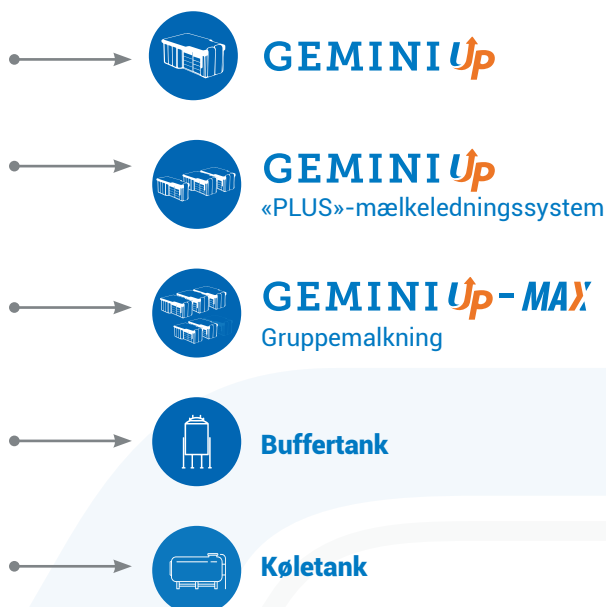 GEMINI Up
GEMINI Up
«PLUS»-mælkeledningssystem
GEMINI Up-MAX
Gruppemalkning
Buffertank
Køletank